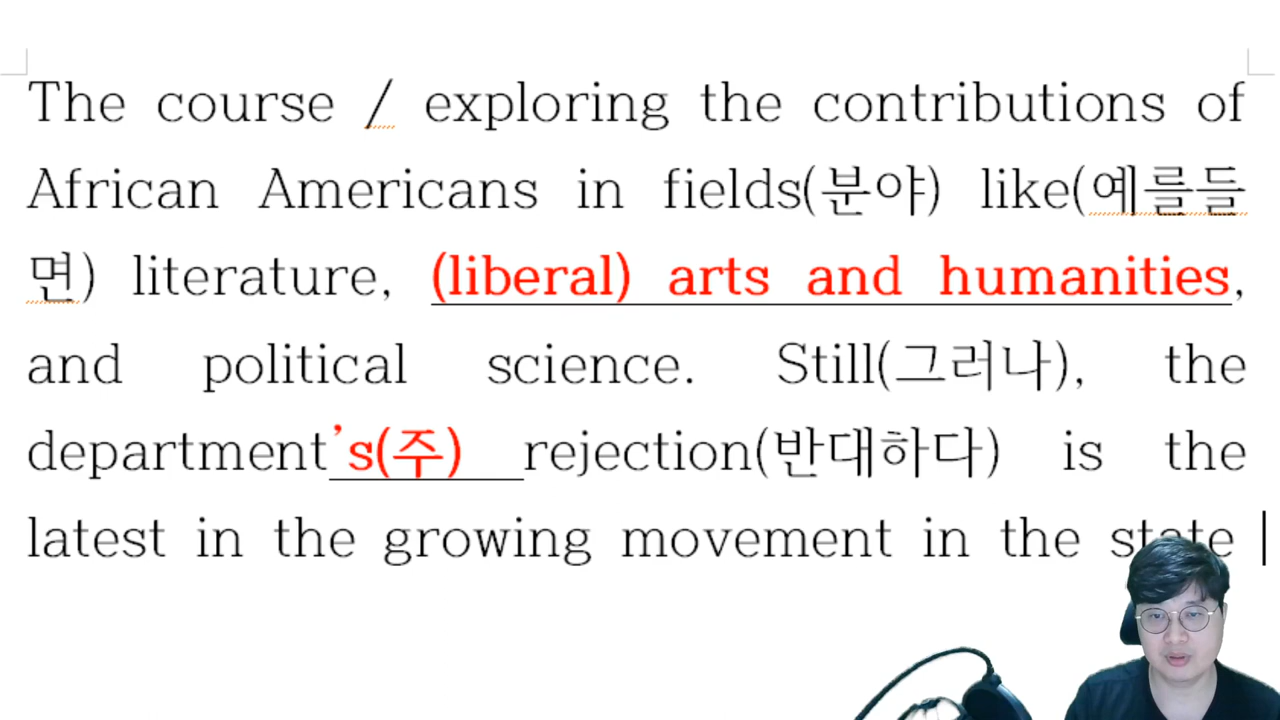 The course / exploring the contributions of
African Americans in fields(분야) like(예를들
면) literature, (liberal) arts and humanities,
and political science. Still(그러나), the
department's(주) rejection(반대하다) is the
latest in the growing movement in the state